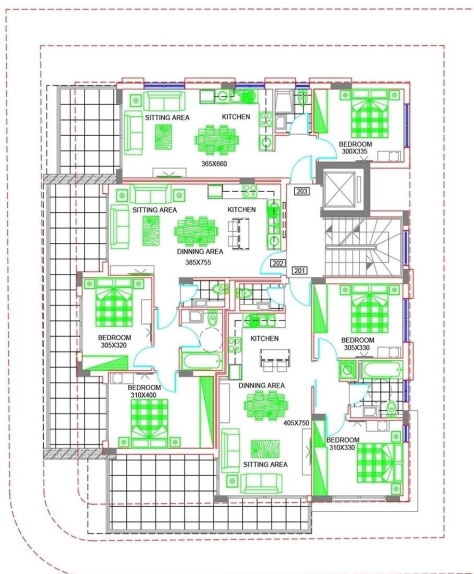 SITTING AREA
KITCHEN
365X660
BEDROOM
300X335
203
SITTING AREA
KITCHEN
DINNING AREA
385X755
202
201
BEDROOM
305X320
KITCHEN
BEDROOM
305X330
BEDROOM
310X400
DINNING AREA
405X750
SITTING AREA
BEDROOM
310X330